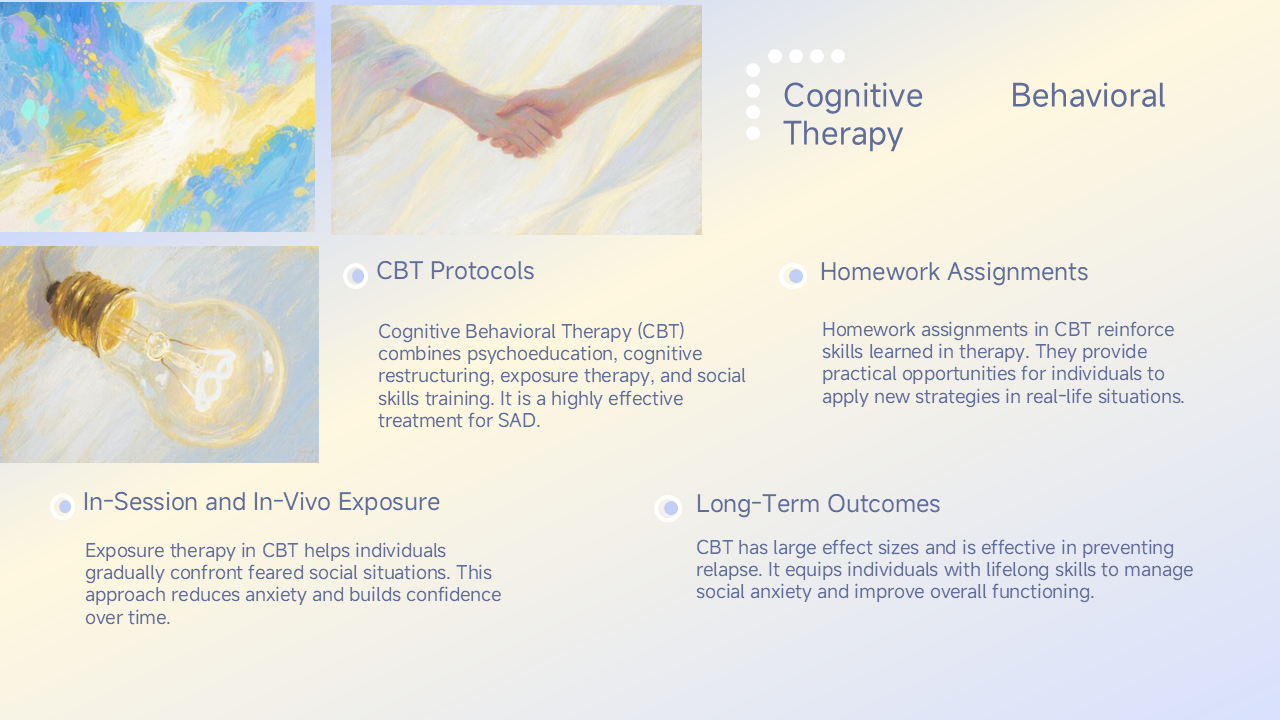 Cognitive Behavioral
Therapy
CBT Protocols
Cognitive Behavioral Therapy (CBT)
combines psychoeducation, cognitive
restructuring, exposure therapy, and social
skills training. It is a highly effective
treatment for SAD.
Homework Assignments
Homework assignments in CBT reinforce
skills learned in therapy. They provide
practical opportunities for individuals to
apply new strategies in real-life situations.
In-Session and In-Vivo Exposure
Exposure therapy in CBT helps individuals
gradually confront feared social situations. This
approach reduces anxiety and builds confidence
over time.
Long-Term Outcomes
CBT has large effect sizes and is effective in preventing
relapse. It equips individuals with lifelong skills to manage
social anxiety and improve overall functioning.